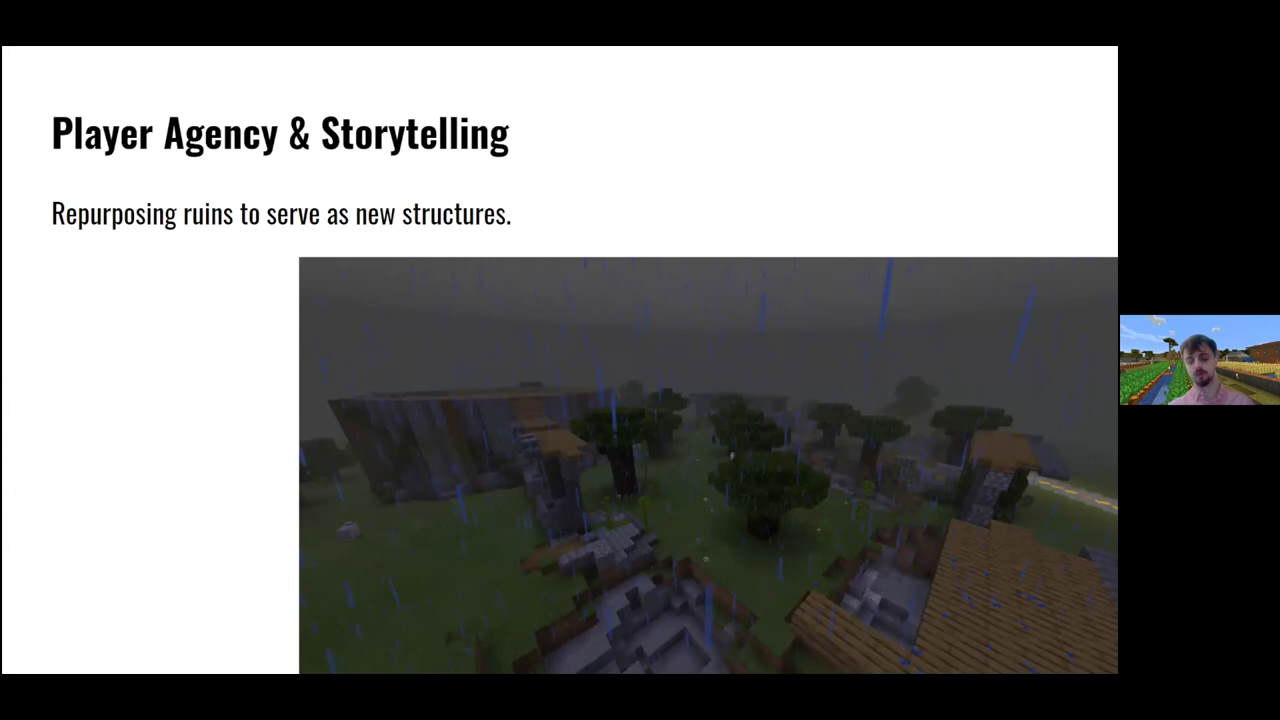 Player Agency & Storytelling
Repurposing ruins to serve as new structures.